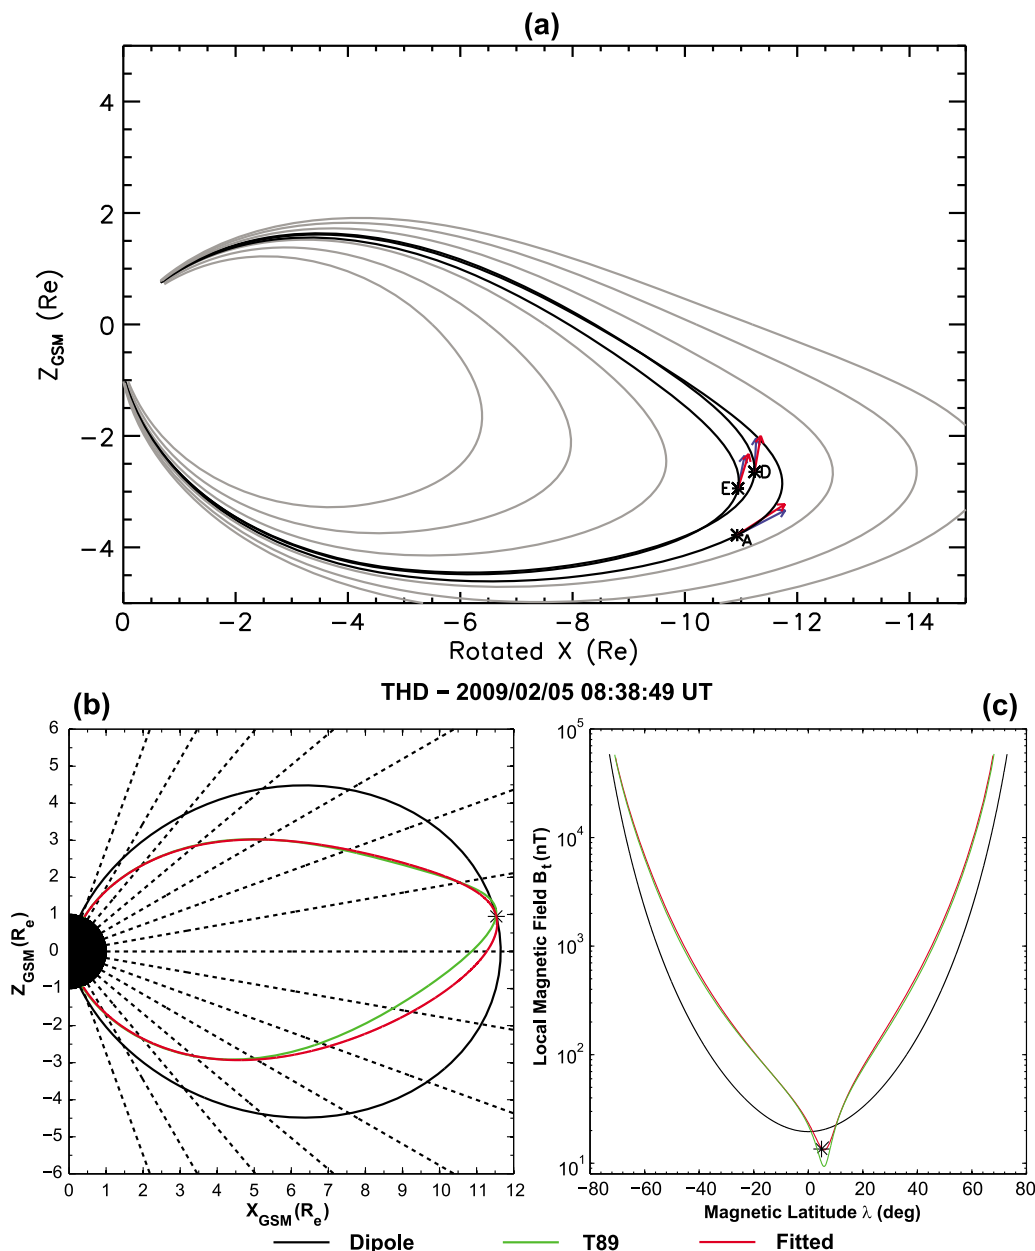 (a)
4
2
0
−2
−4
Z_GSM (Re)
E
D
A
0 −2 −4 −6 −8 −10 −12 −14
Rotated X (Re)
THD − 2009/02/05 08:38:49 UT
(b)
6
5
4
3
2
1
0
−1
−2
−3
−4
−5
−6
Z_GSM (R_e)
0 1 2 3 4 5 6 7 8 9 10 11 12
X_GSM (R_e)
(c)
10^5
10^4
10^3
10^2
10^1
Local Magnetic Field B_t (nT)
−80 −60 −40 −20 0 20 40 60 80
Magnetic Latitude λ (deg)
Dipole T89 Fitted